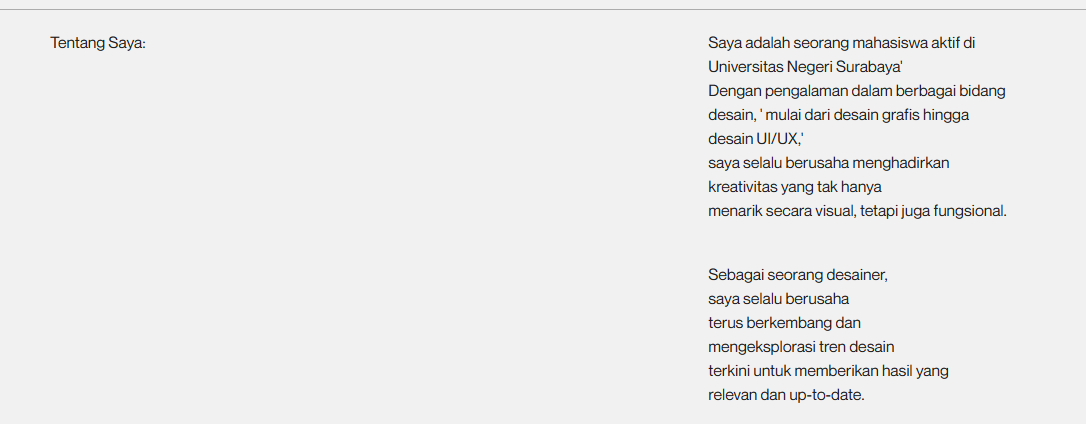 Tentang Saya:
Saya adalah seorang mahasiswa aktif di
Universitas Negeri Surabaya'
Dengan pengalaman dalam berbagai bidang
desain, ' mulai dari desain grafis hingga
desain UI/UX,'
saya selalu berusaha menghadirkan
kreativitas yang tak hanya
menarik secara visual, tetapi juga fungsional.
Sebagai seorang desainer,
saya selalu berusaha
terus berkembang dan
mengeksplorasi tren desain
terkini untuk memberikan hasil yang
relevan dan up-to-date.